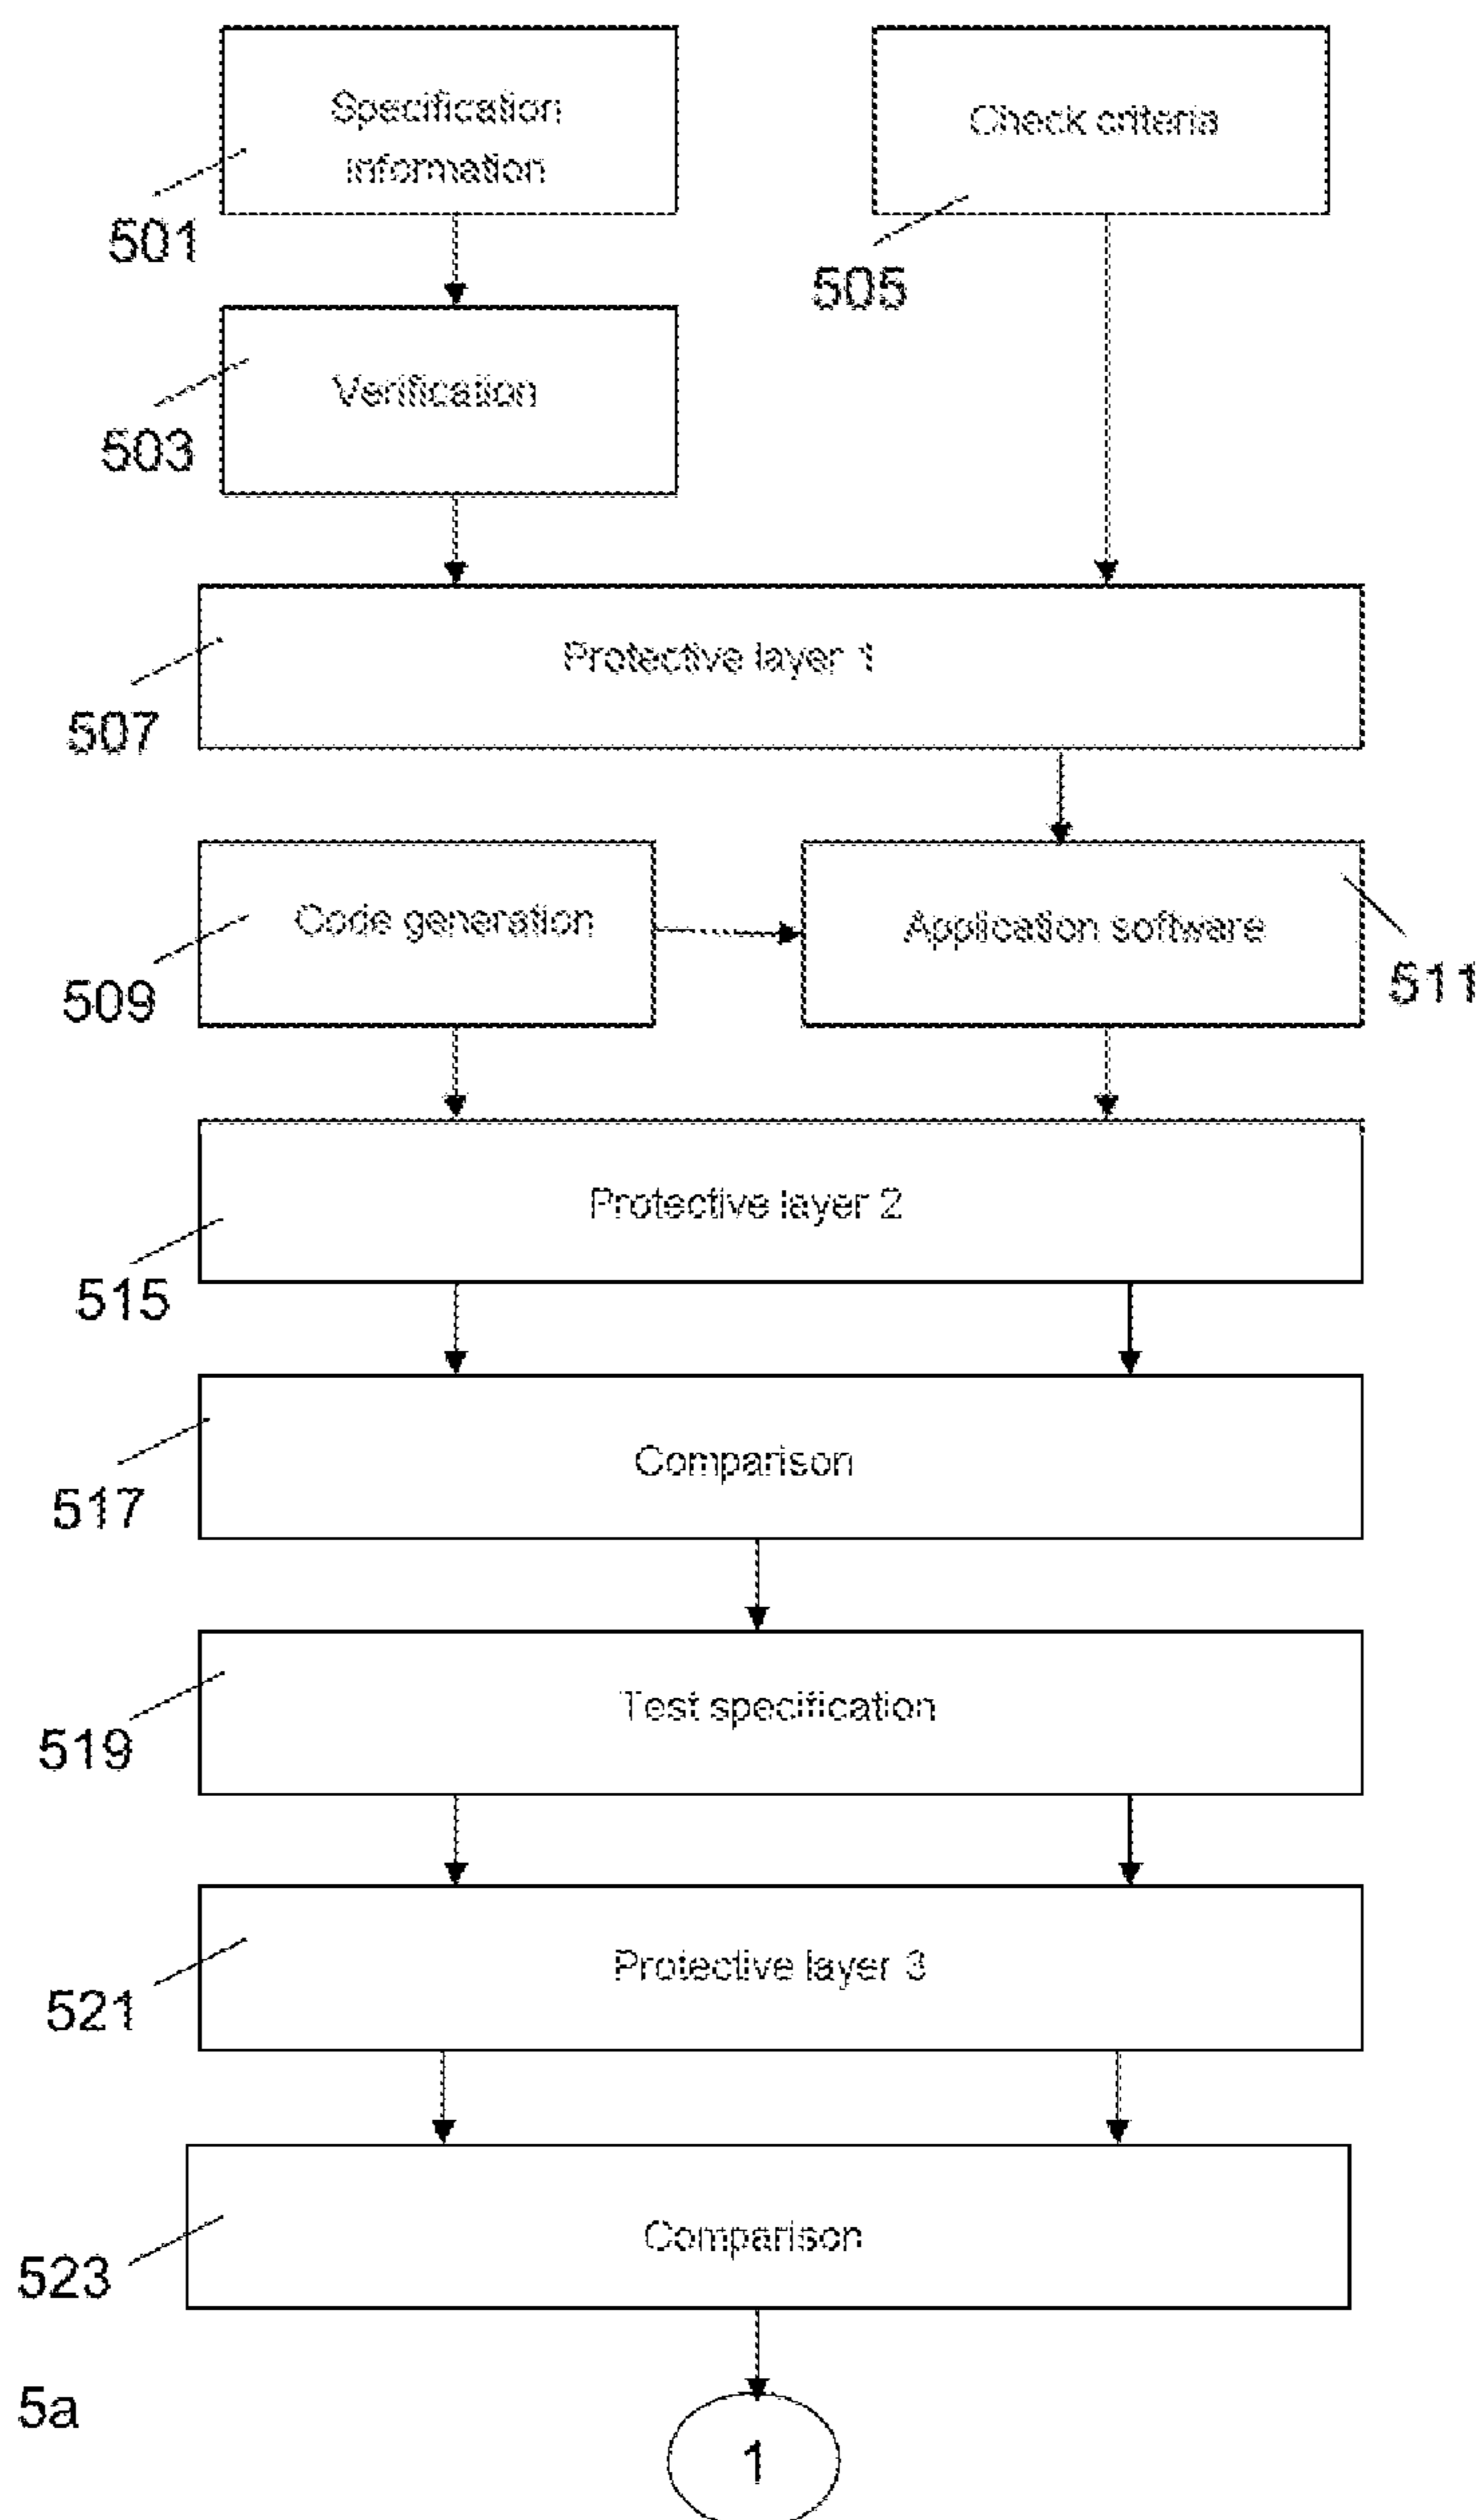 Specification
information
501
Check criteria
505
Verification
503
Protective layer 1
507
Code generation
509
Application software
511
Protective layer 2
515
Comparison
517
Test specification
519
Protective layer 3
521
Comparison
523
5a
1